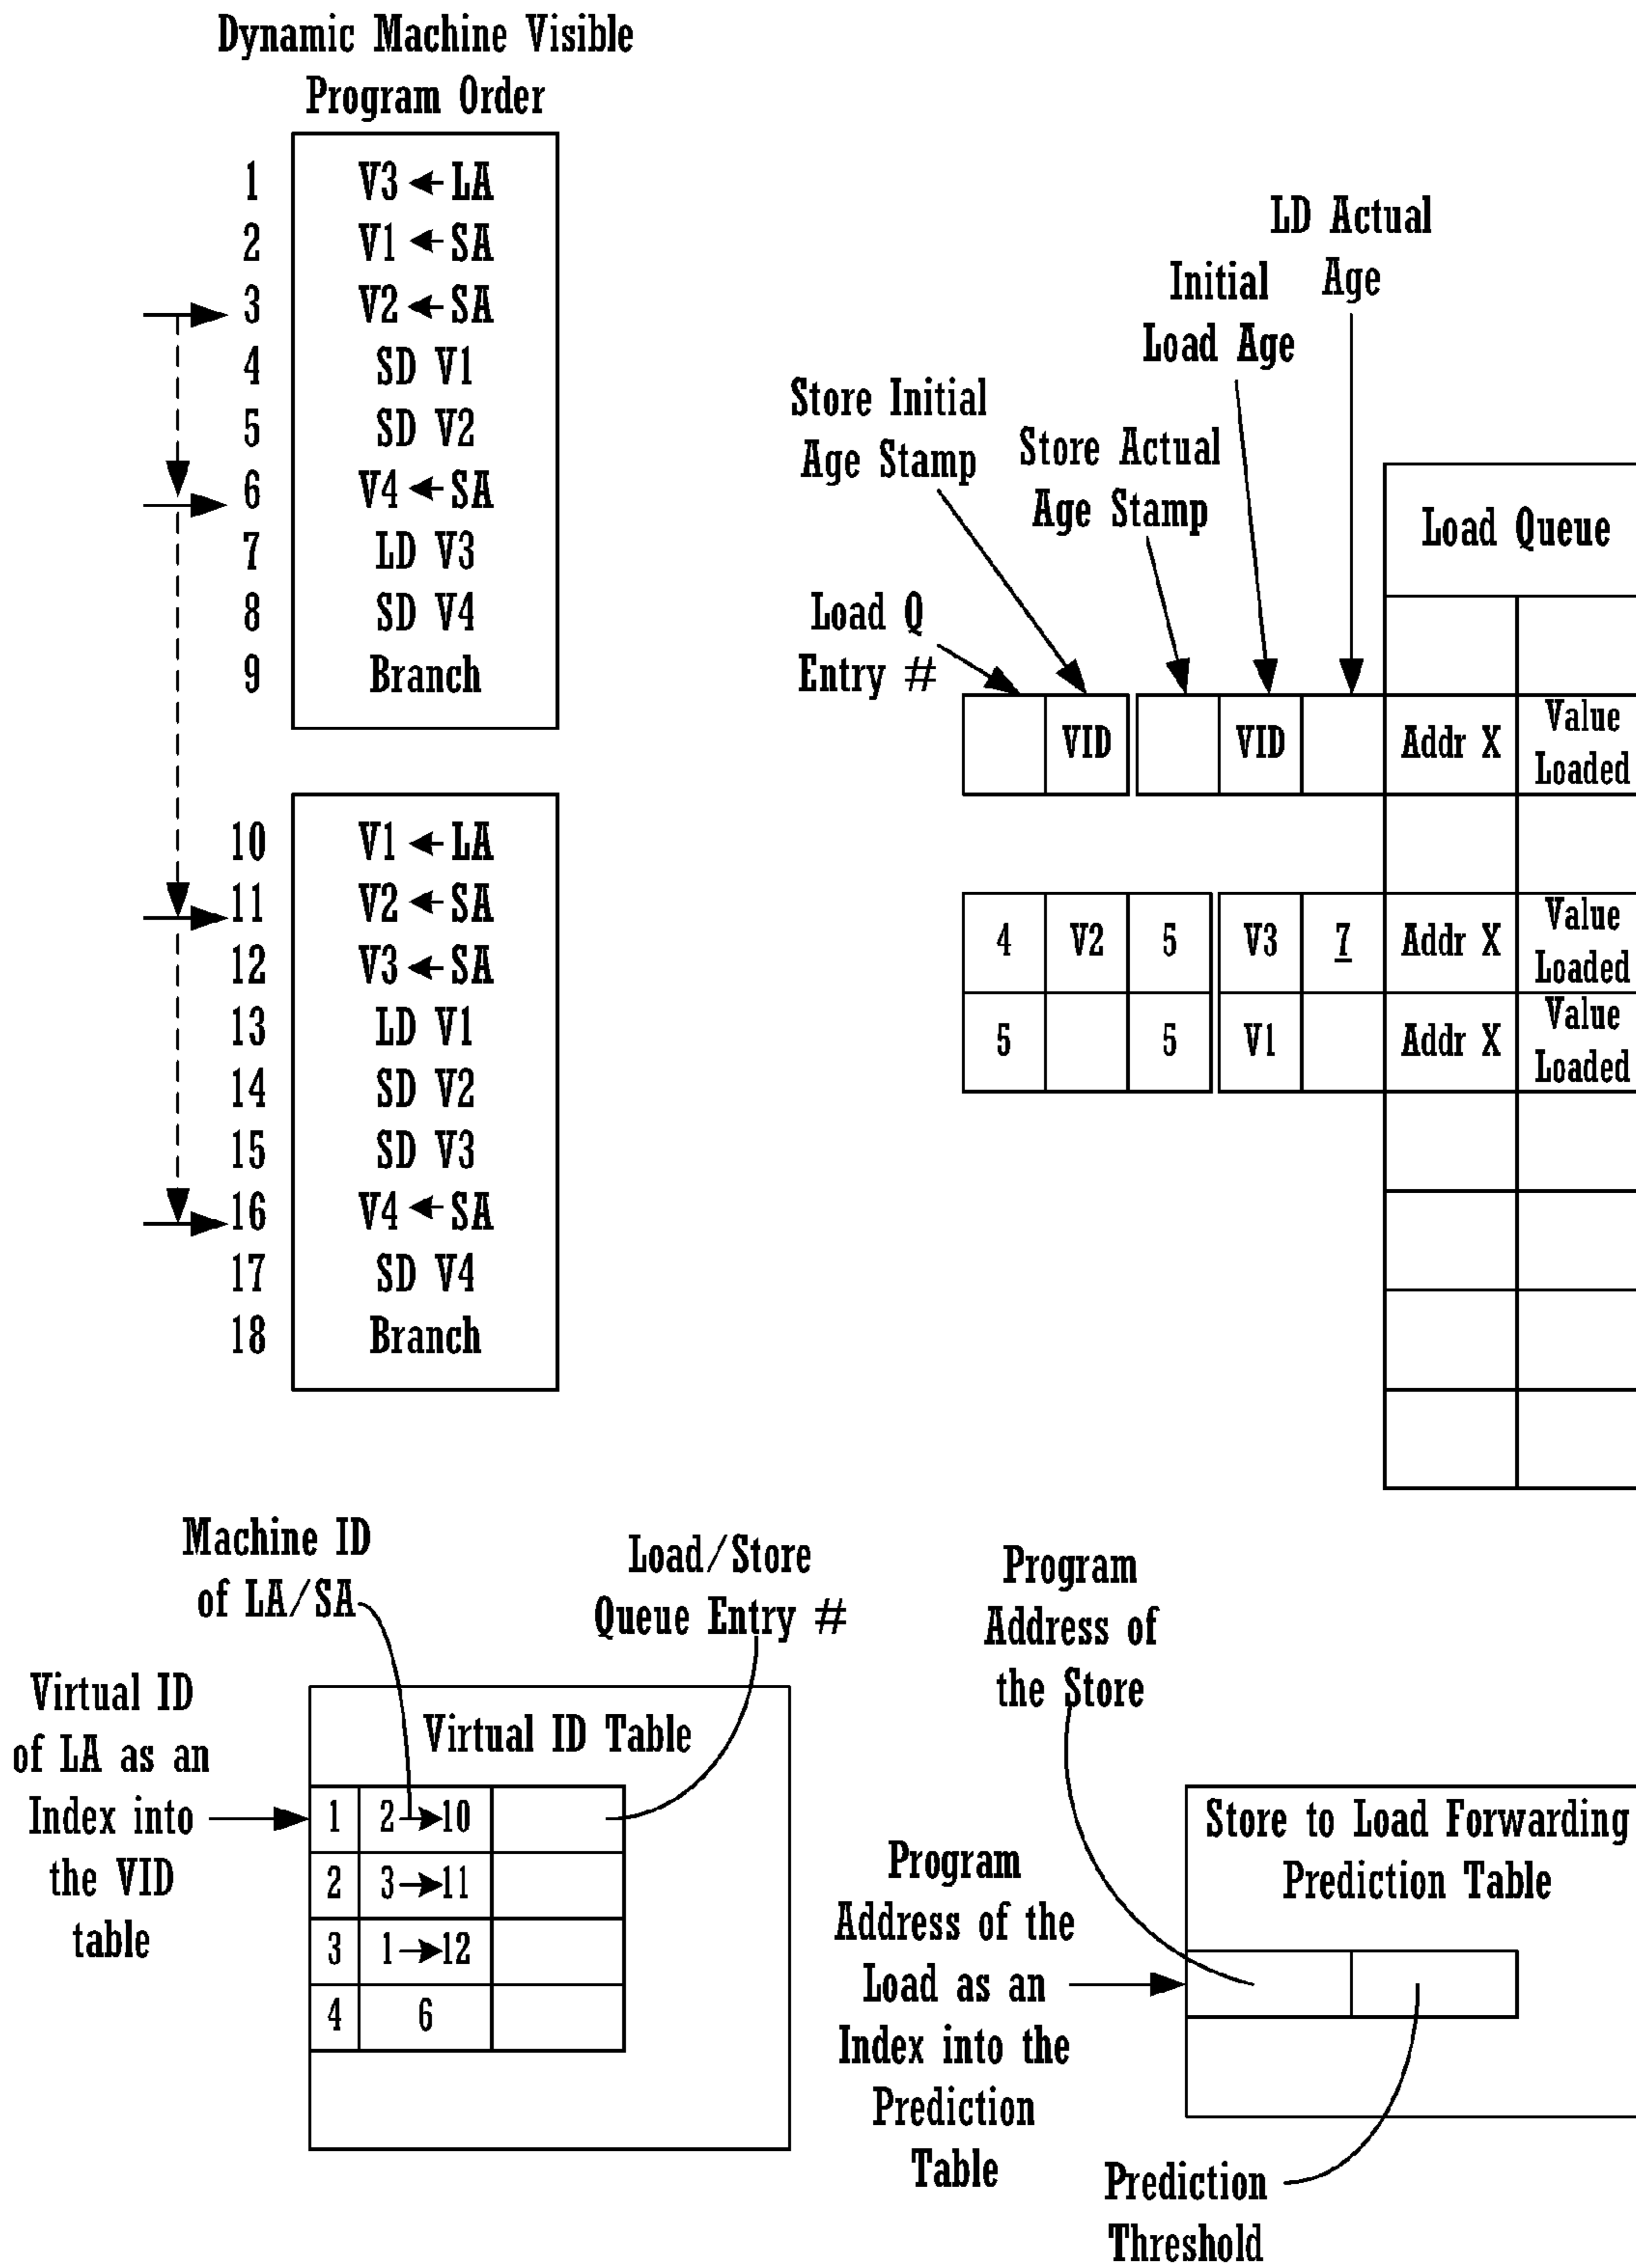 Dynamic Machine Visible
Program Order
1 V3 ← LA
2 V1 ← SA
3 V2 ← SA
4 SD V1
5 SD V2
6 V4 ← SA
7 LD V3
8 SD V4
9 Branch
10 V1 ← LA
11 V2 ← SA
12 V3 ← SA
13 LD V1
14 SD V2
15 SD V3
16 V4 ← SA
17 SD V4
18 Branch
LD Actual
Age
Initial
Load Age
Store Initial
Age Stamp
Store Actual
Age Stamp
Load Q
Entry #
Load Queue
VID VID Addr X Value
Loaded
4 V2 5 V3 7 Addr X Value
Loaded
5 5 V1 Addr X Value
Loaded
Machine ID
of LA/SA
Load/Store
Queue Entry #
Virtual ID
of LA as an
Index into
the VID
table
Virtual ID Table
1 2→10
2 3→11
3 1→12
4 6
Program
Address of
the Store
Program
Address of the
Load as an
Index into the
Prediction
Table
Store to Load Forwarding
Prediction Table
Prediction
Threshold